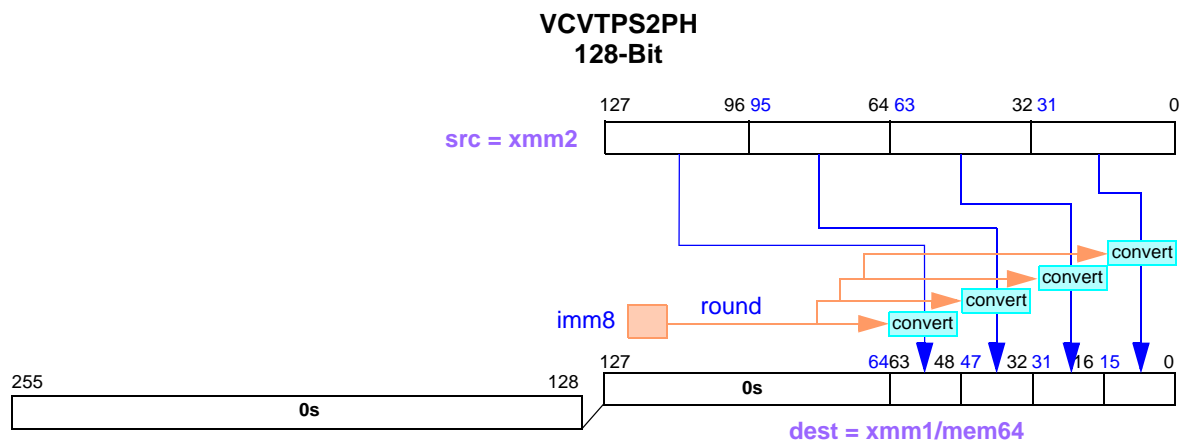 VCVTPS2PH
128-Bit
127 96 95 64 63 32 31 0
src = xmm2
convert
convert
convert
imm8 round convert
127 64 63 48 47 32 31 16 15 0
255 128
0s
0s
dest = xmm1/mem64